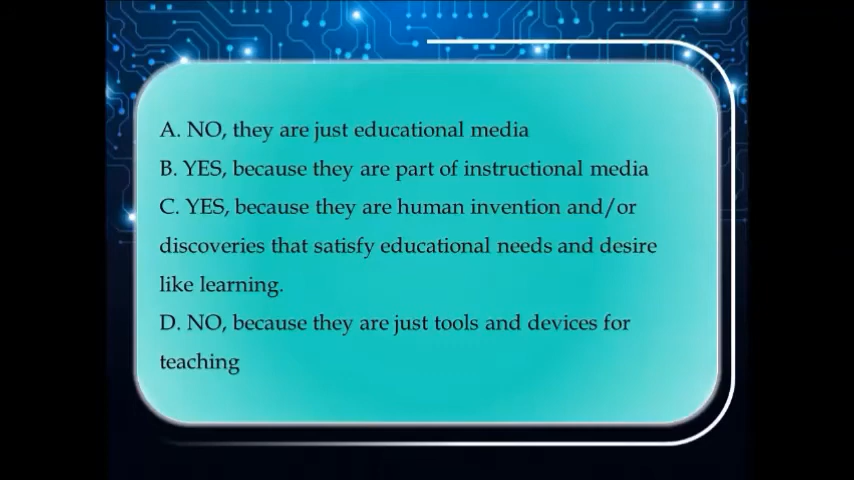 A. NO, they are just educational media
B. YES, because they are part of instructional media
C. YES, because they are human invention and/or
discoveries that satisfy educational needs and desire
like learning.
D. NO, because they are just tools and devices for
teaching